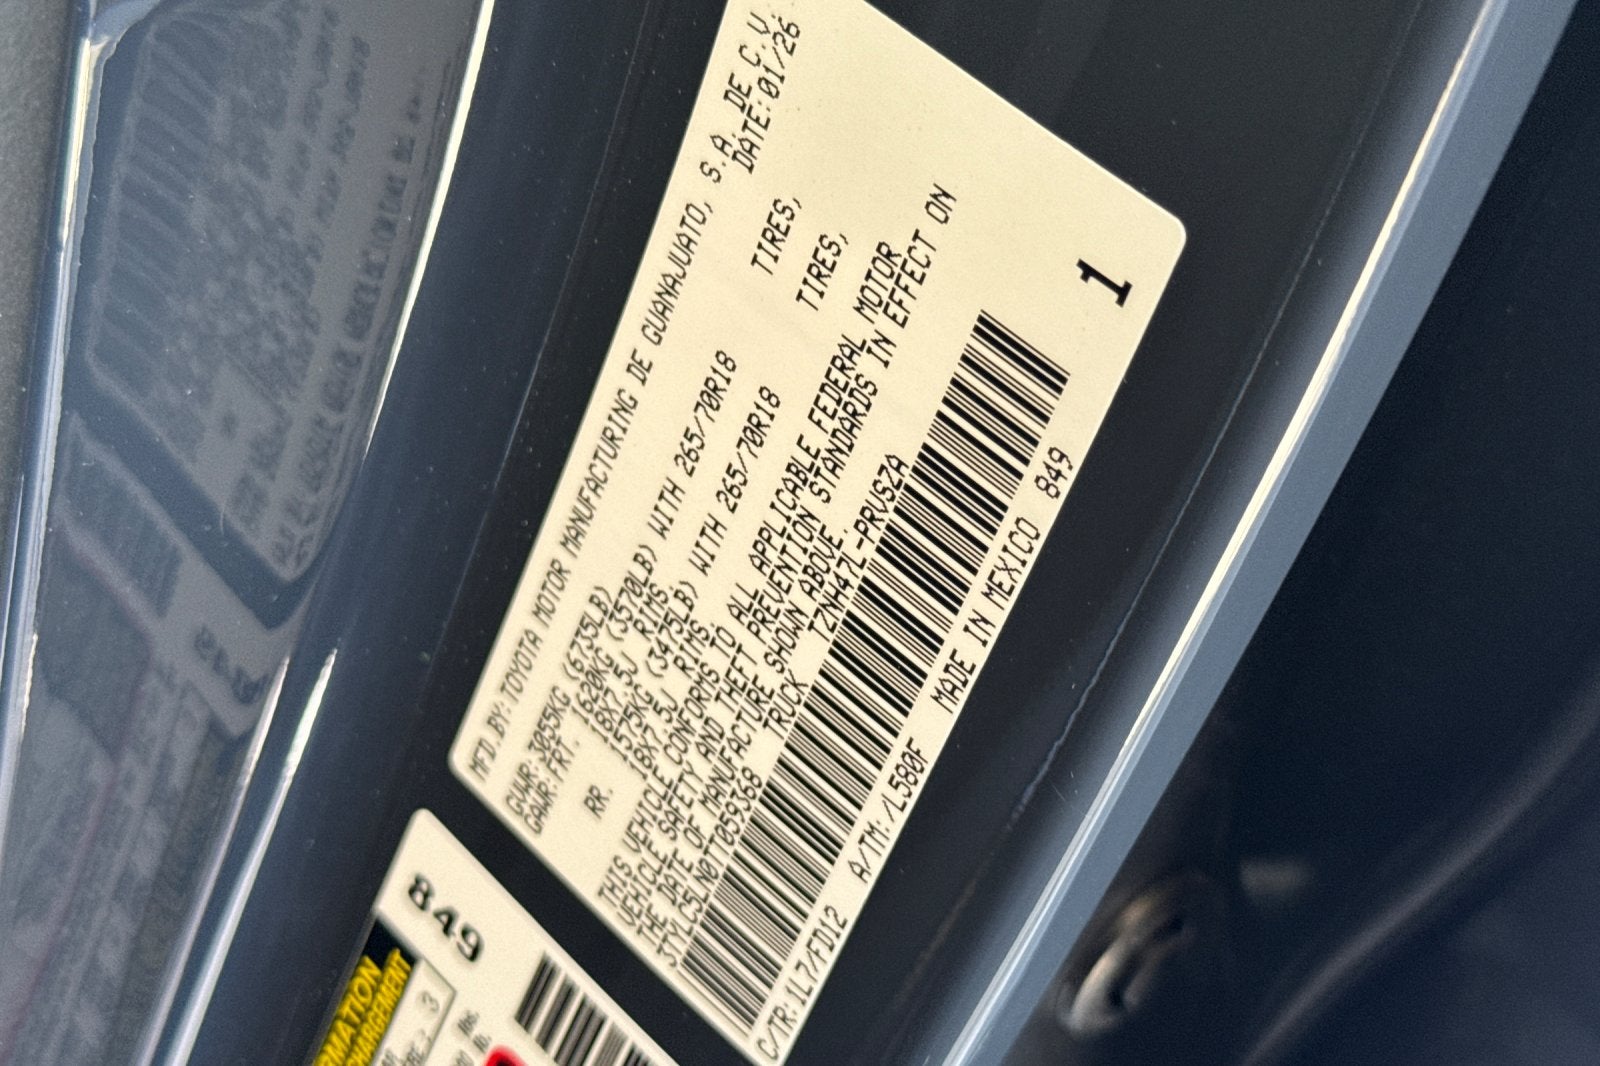 MFD.BY:TOYOTA MOTOR MANUFACTURING DE GUANAJUATO, S.A. DE C.V.
DATE:01/26
GVWR:3055KG(6735LB)
GAWR:FRT. 1620KG(3570LB) WITH 265/70R18 TIRES,
18X7.5J RIMS,
RR. 1575KG(3475LB) WITH 265/70R18 TIRES,
18X7.5J RIMS.
THIS VEHICLE CONFORMS TO ALL APPLICABLE FEDERAL MOTOR
VEHICLE SAFETY AND THEFT PREVENTION STANDARDS IN EFFECT ON
THE DATE OF MANUFACTURE SHOWN ABOVE.
3TYLC5LN0TT059368 TRUCK TZNH47L-PRVSZA
1
C/TR:1L7/FD12 A/TM:/L580F MADE IN MEXICO 849
849
3
lbs.